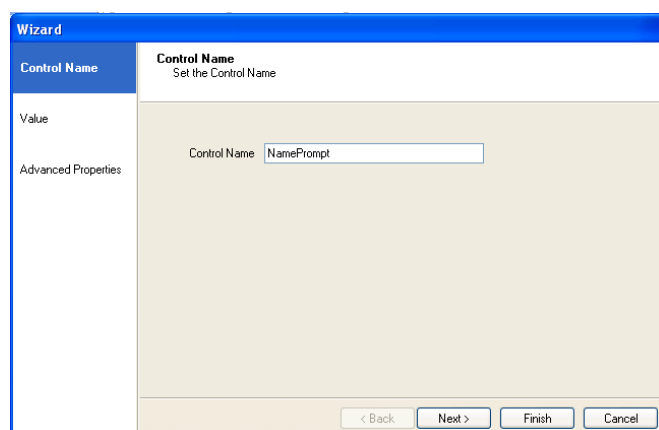 Wizard
Control Name
Control Name
Set the Control Name
Value
Advanced Properties
Control Name NamePrompt
< Back Next > Finish Cancel